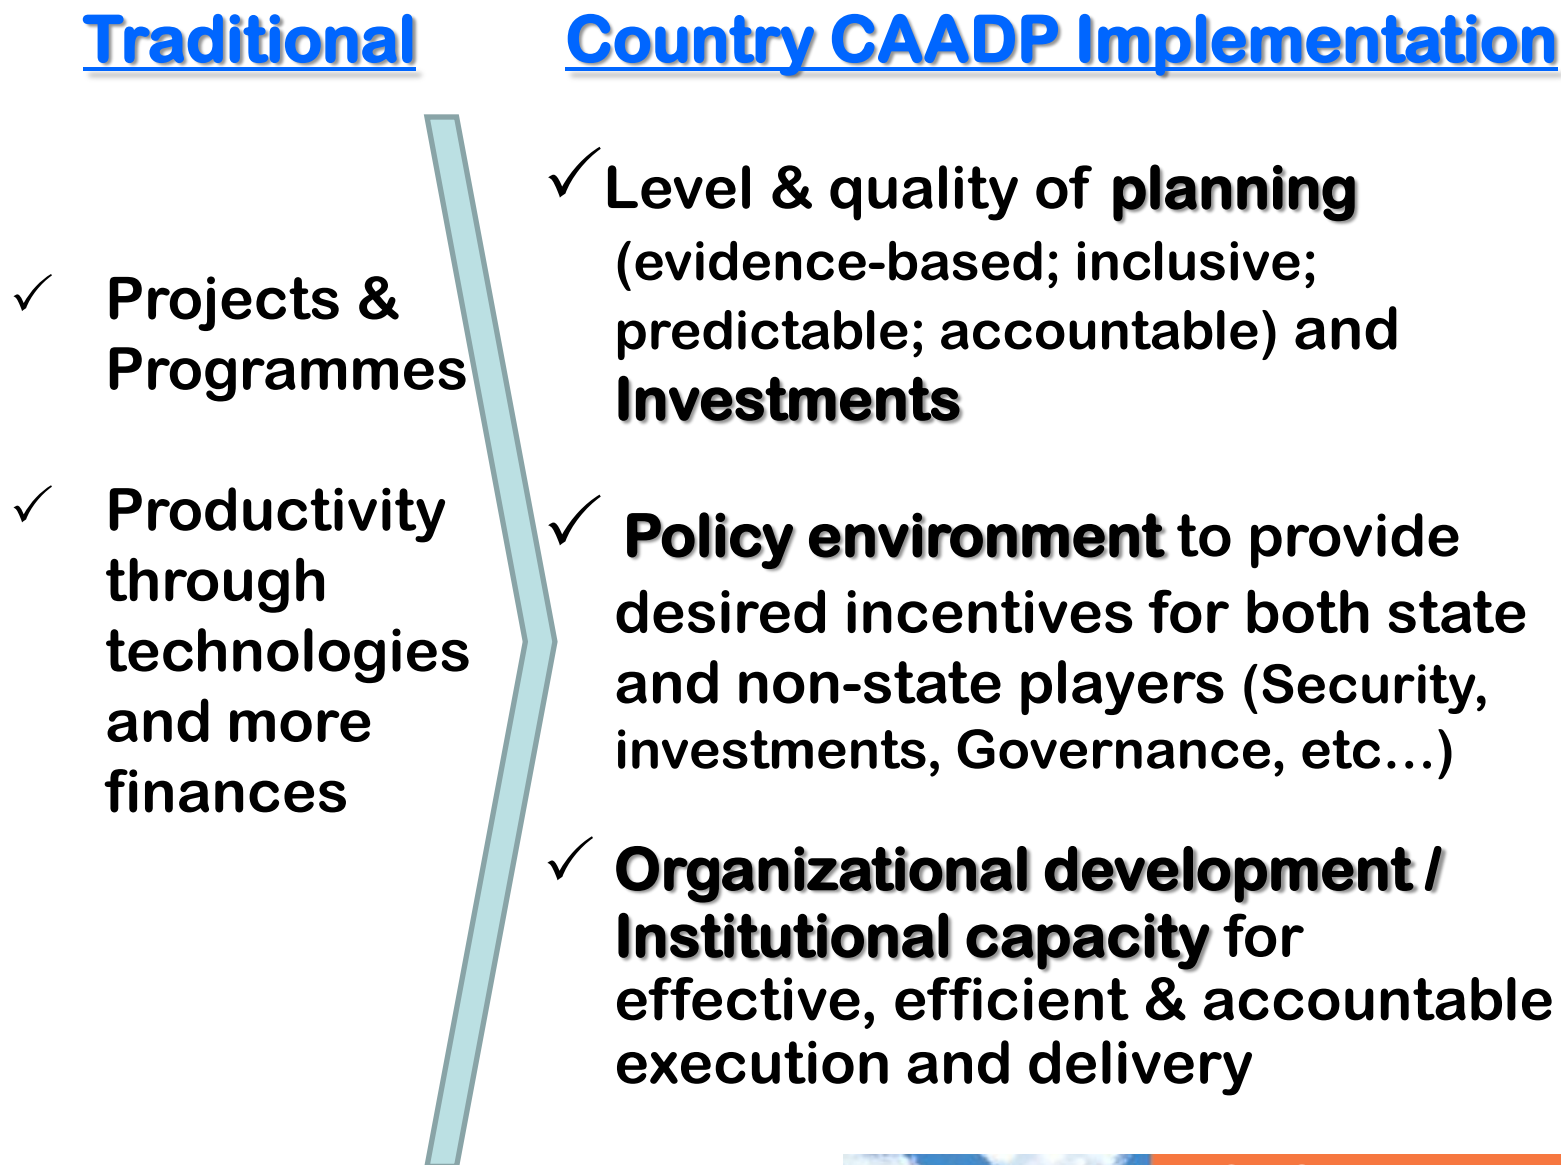 Traditional
Projects &
Programmes
Productivity
through
technologies
and more
finances
Country CAADP Implementation
Level & quality of planning
(evidence-based; inclusive;
predictable; accountable) and
Investments
Policy environment to provide
desired incentives for both state
and non-state players (Security,
investments, Governance, etc…)
Organizational development /
Institutional capacity for
effective, efficient & accountable
execution and delivery